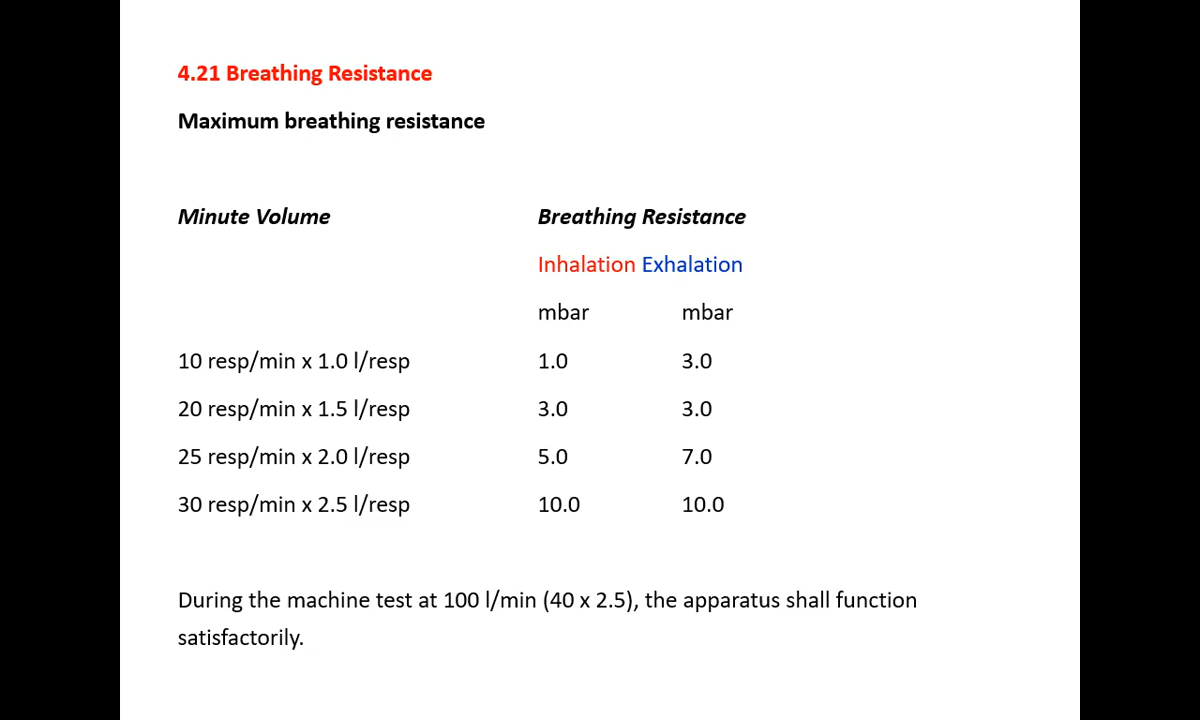 4.21 Breathing Resistance
Maximum breathing resistance
Minute Volume Breathing Resistance
Inhalation Exhalation
mbar mbar
10 resp/min x 1.0 l/resp 1.0 3.0
20 resp/min x 1.5 l/resp 3.0 3.0
25 resp/min x 2.0 l/resp 5.0 7.0
30 resp/min x 2.5 l/resp 10.0 10.0
During the machine test at 100 l/min (40 x 2.5), the apparatus shall function
satisfactorily.